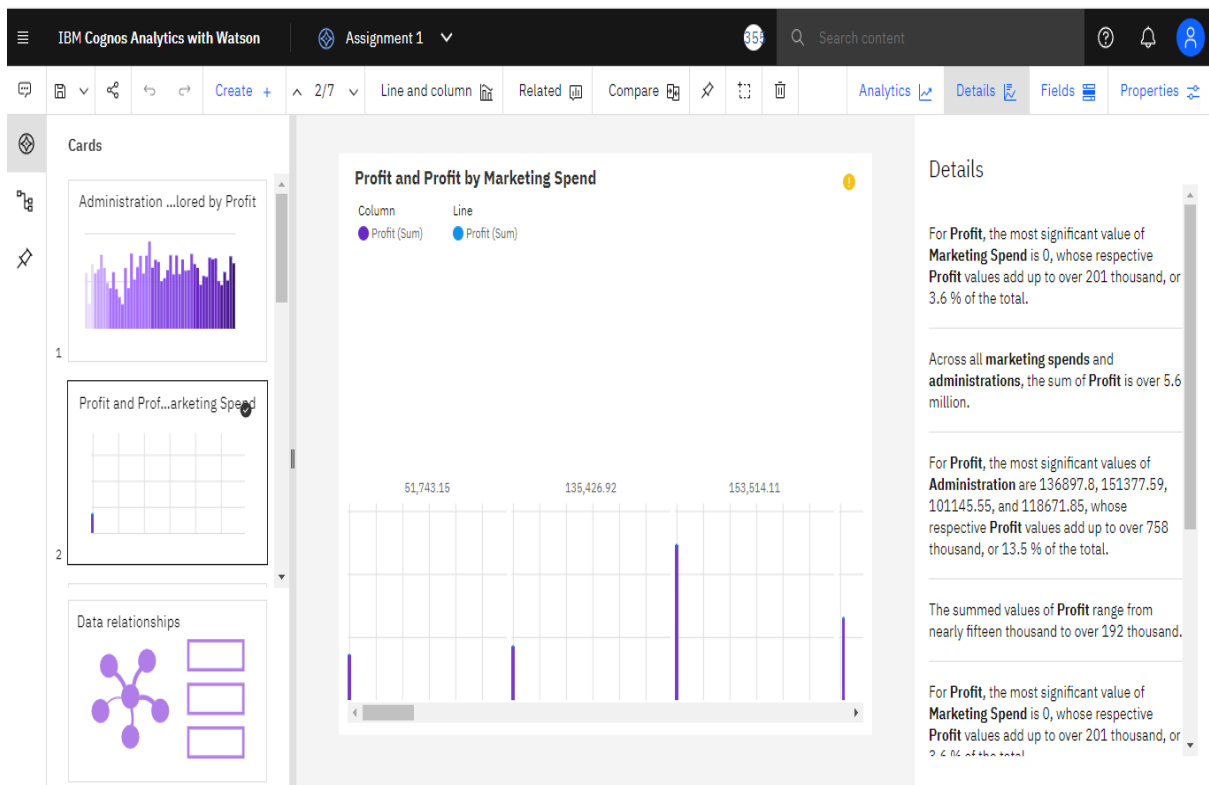 IBM Cognos Analytics with Watson
Assignment 1
355
Search content
Create +
2/7
Line and column
Related
Compare
Analytics
Details
Fields
Properties
Cards
Administration ...lored by Profit
1
Profit and Prof...arketing Spend
2
Data relationships
Profit and Profit by Marketing Spend
Column
Line
Profit (Sum)
Profit (Sum)
51,743.15
135,426.92
153,514.11
Details
For Profit, the most significant value of
Marketing Spend is 0, whose respective
Profit values add up to over 201 thousand, or
3.6 % of the total.
Across all marketing spends and
administrations, the sum of Profit is over 5.6
million.
For Profit, the most significant values of
Administration are 136897.8, 151377.59,
101145.55, and 118671.85, whose
respective Profit values add up to over 758
thousand, or 13.5 % of the total.
The summed values of Profit range from
nearly fifteen thousand to over 192 thousand.
For Profit, the most significant value of
Marketing Spend is 0, whose respective
Profit values add up to over 201 thousand, or
3.6 % of the total